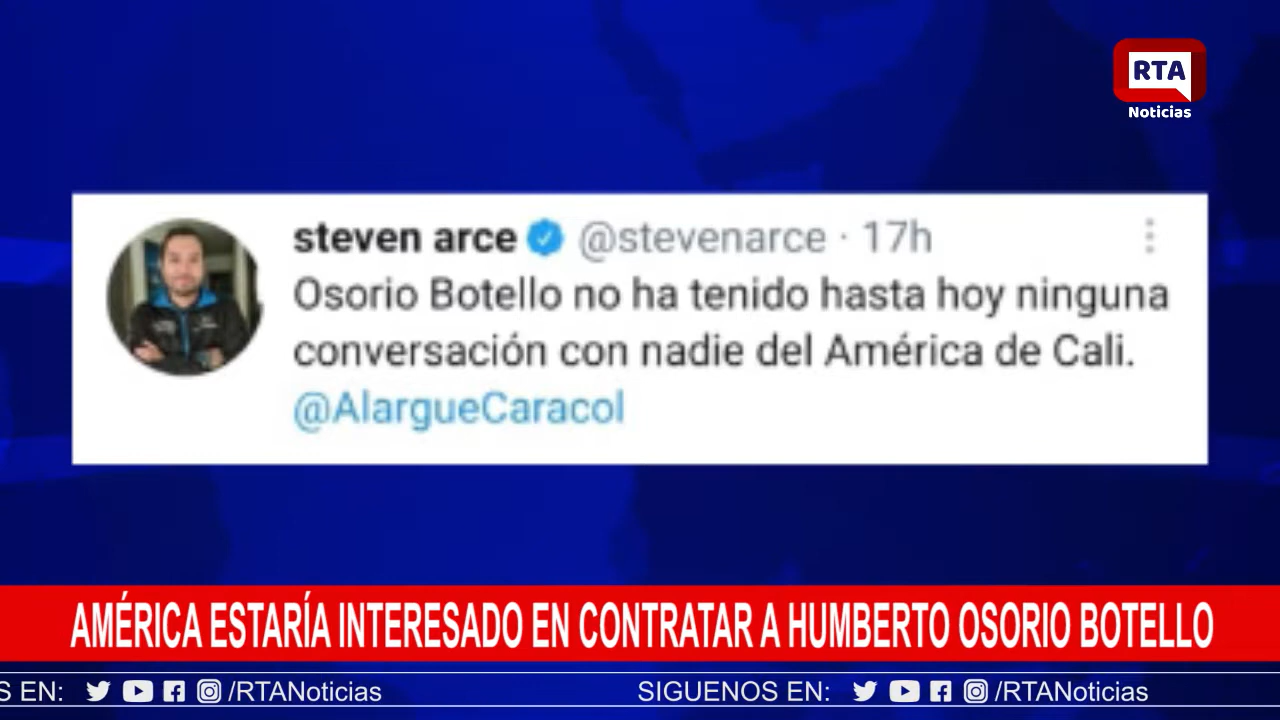 RTA
Noticias
steven arce @stevenarce · 17h
Osorio Botello no ha tenido hasta hoy ninguna
conversación con nadie del América de Cali.
@AlargueCaracol
AMÉRICA ESTARÍA INTERESADO EN CONTRATAR A HUMBERTO OSORIO BOTELLO
S EN: /RTANoticias SIGUENOS EN: /RTANoticias